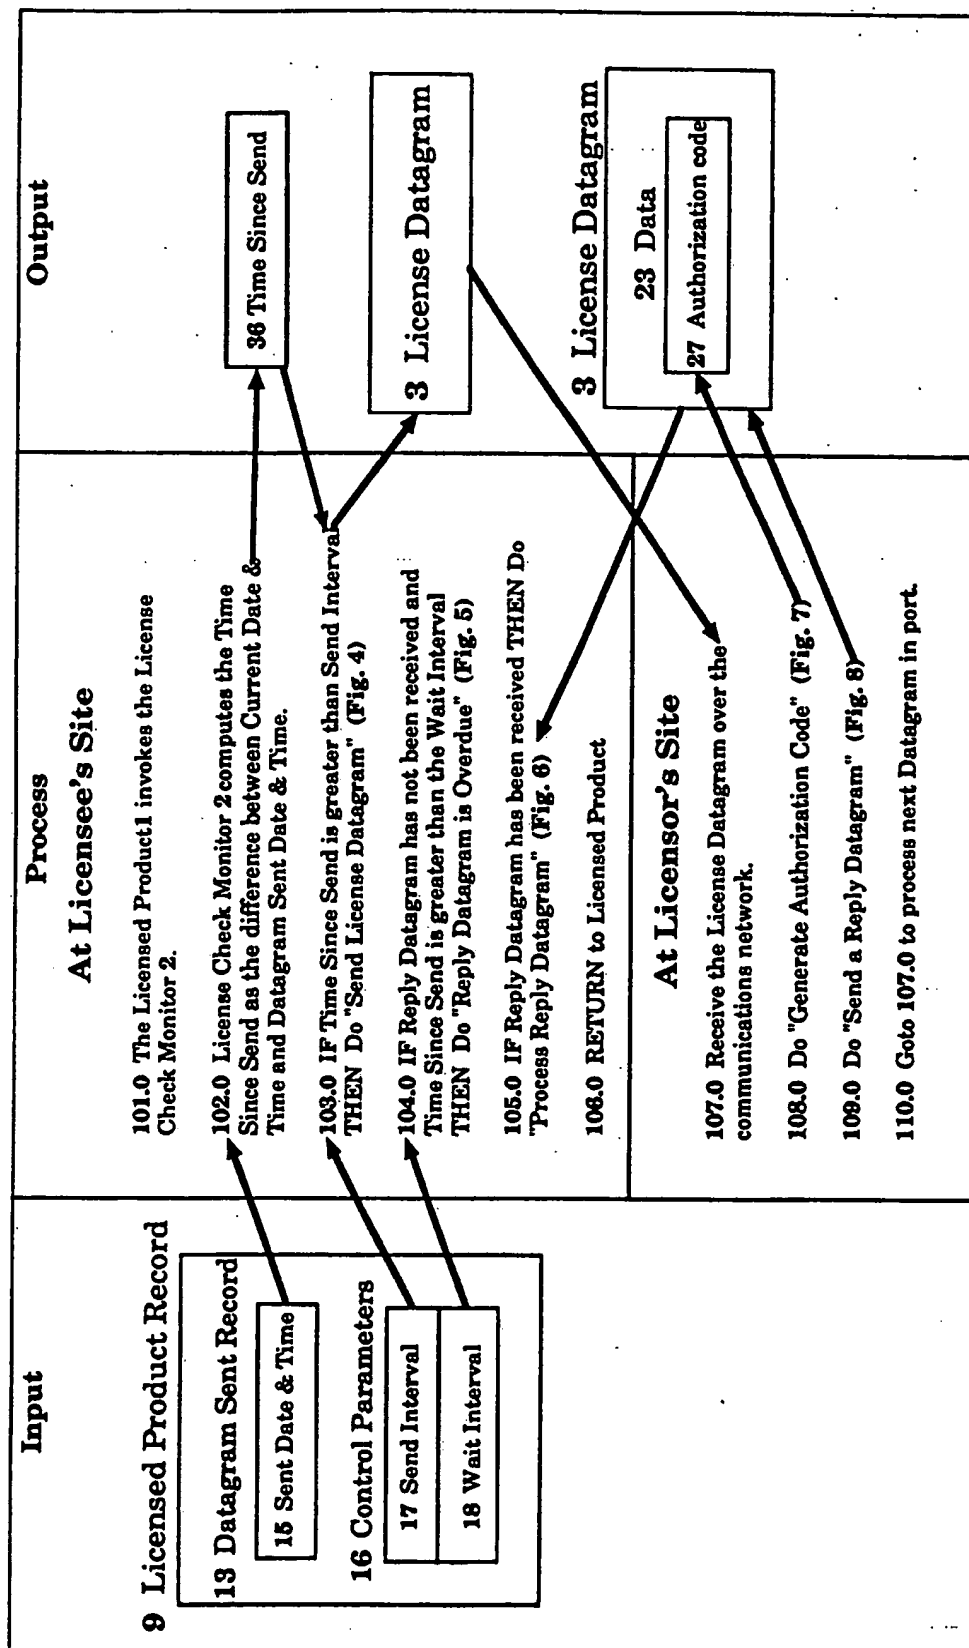 Input
9 Licensed Product Record
13 Datagram Sent Record
15 Sent Date & Time
16 Control Parameters
17 Send Interval
18 Wait Interval
Process
At Licensee's Site
101.0 The Licensed Product1 invokes the License
Check Monitor 2.
102.0 License Check Monitor 2 computes the Time
Since Send as the difference between Current Date &
Time and Datagram Sent Date & Time.
103.0 IF Time Since Send is greater than Send Interval
THEN Do "Send License Datagram" (Fig. 4)
104.0 IF Reply Datagram has not been received and
Time Since Send is greater than the Wait Interval
THEN Do "Reply Datagram is Overdue" (Fig. 5)
105.0 IF Reply Datagram has been received THEN Do
"Process Reply Datagram" (Fig. 6)
106.0 RETURN to Licensed Product
At Licensor's Site
107.0 Receive the License Datagram over the
communications network.
108.0 Do "Generate Authorization Code" (Fig. 7)
109.0 Do "Send a Reply Datagram" (Fig. 8)
110.0 Goto 107.0 to process next Datagram in port.
Output
36 Time Since Send
3 License Datagram
3 License Datagram
23 Data
27 Authorization code